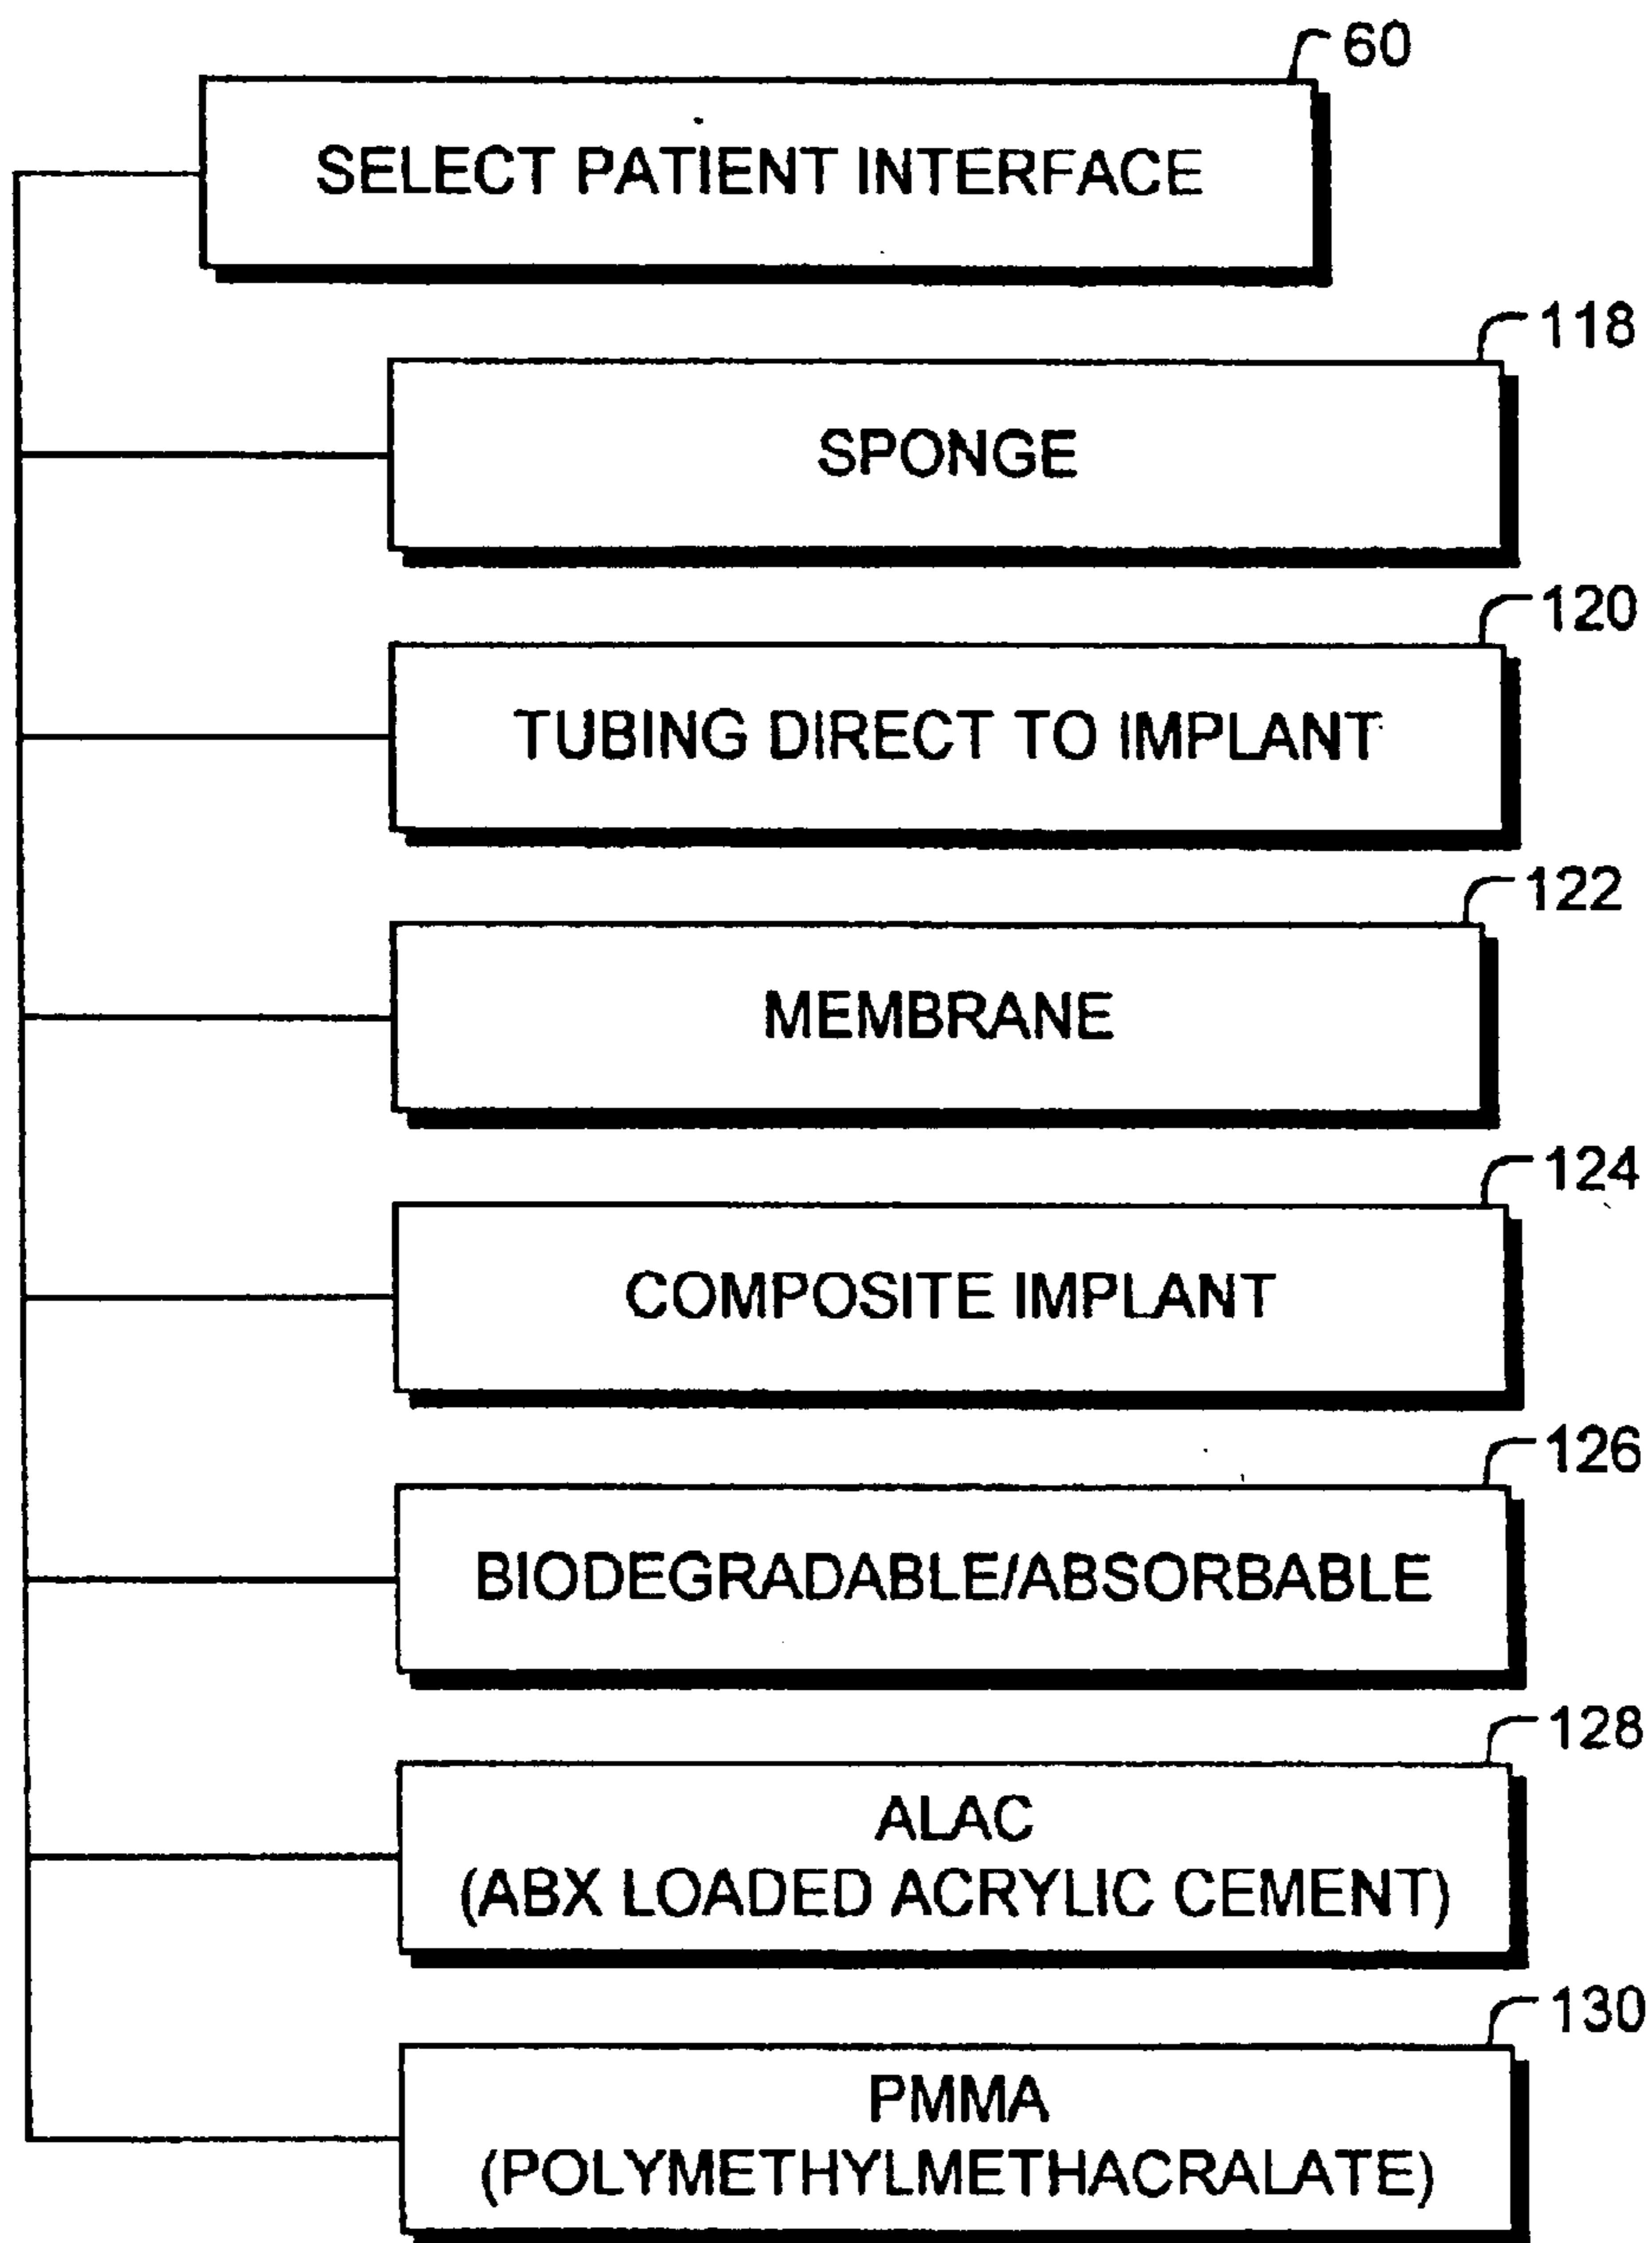 60
SELECT PATIENT INTERFACE
118
SPONGE
120
TUBING DIRECT TO IMPLANT
122
MEMBRANE
124
COMPOSITE IMPLANT
126
BIODEGRADABLE/ABSORBABLE
128
ALAC
(ABX LOADED ACRYLIC CEMENT)
130
PMMA
(POLYMETHYLMETHACRALATE)